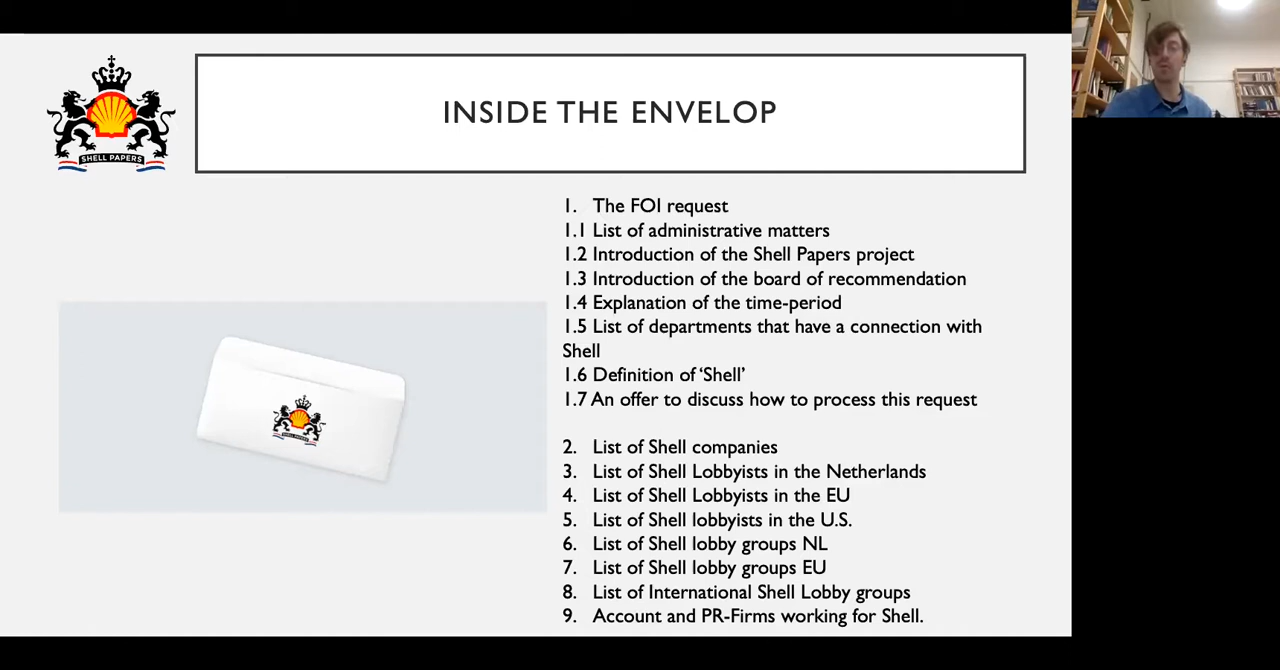 SHELL PAPERS
INSIDE THE ENVELOP
1. The FOI request
1.1 List of administrative matters
1.2 Introduction of the Shell Papers project
1.3 Introduction of the board of recommendation
1.4 Explanation of the time-period
1.5 List of departments that have a connection with
Shell
1.6 Definition of ‘Shell’
1.7 An offer to discuss how to process this request
SHELL PAPERS
2. List of Shell companies
3. List of Shell Lobbyists in the Netherlands
4. List of Shell Lobbyists in the EU
5. List of Shell lobbyists in the U.S.
6. List of Shell lobby groups NL
7. List of Shell lobby groups EU
8. List of International Shell Lobby groups
9. Account and PR-Firms working for Shell.